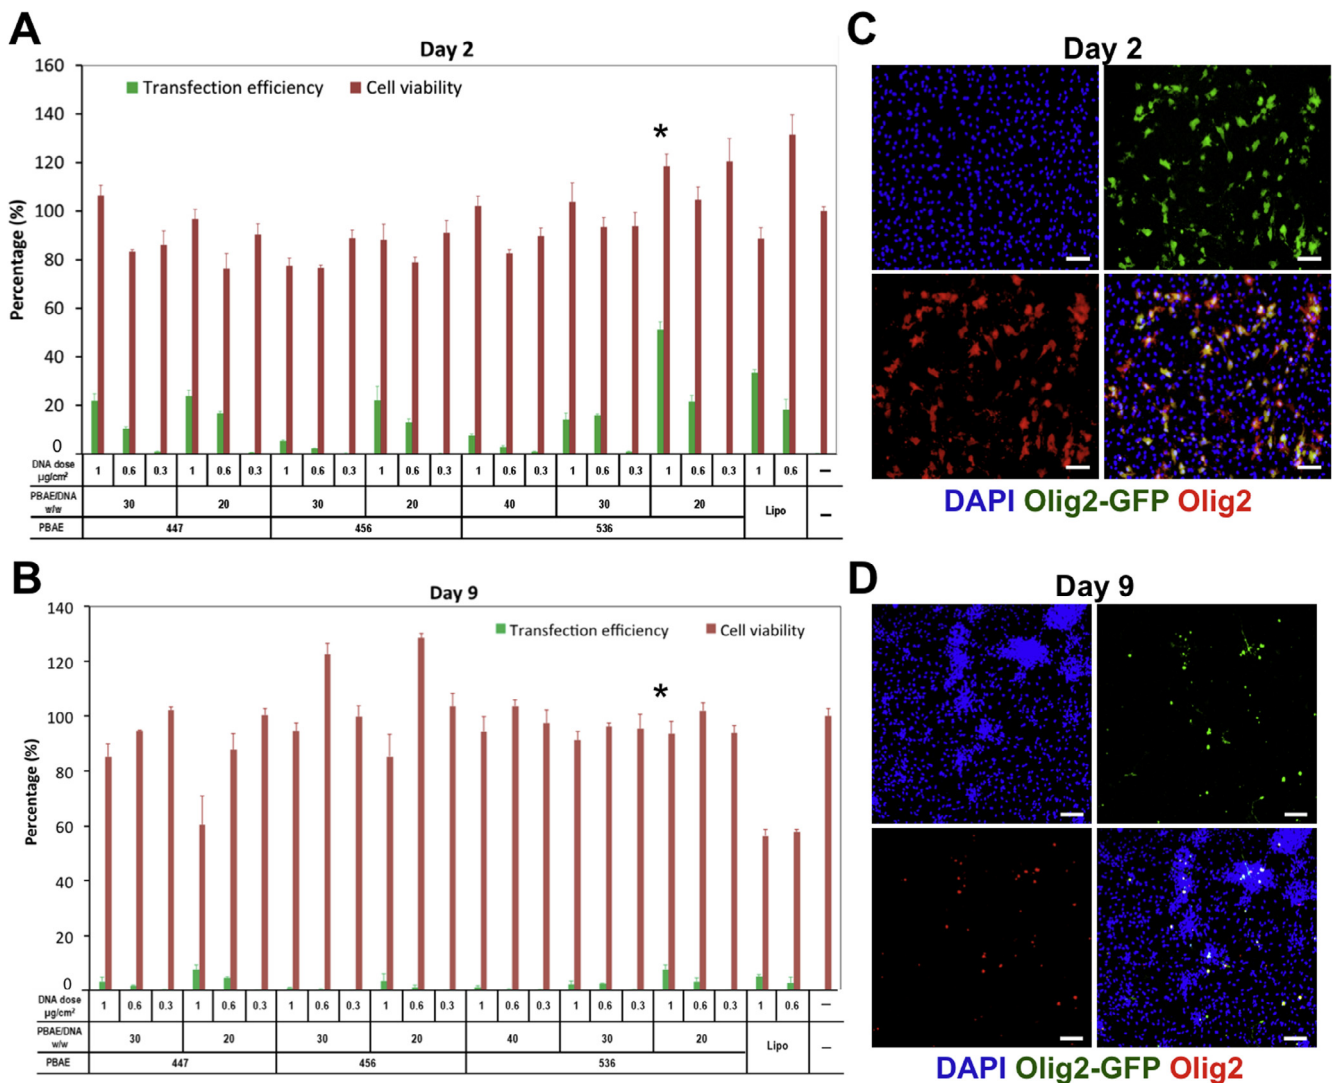 A
Day 2
Transfection efficiency Cell viability
160
140
120
100
80
60
40
20
0
Percentage (%)
*
DNA dose µg/cm² 1 0.6 0.3 1 0.6 0.3 1 0.6 0.3 1 0.6 0.3 1 0.6 0.3 1 0.6 0.3 1 0.6 0.3 1 0.6 —
PBAE/DNA w/w 30 20 30 20 40 30 20 Lipo —
PBAE 447 456 536
C
Day 2
DAPI Olig2-GFP Olig2
B
Day 9
Transfection efficiency Cell viability
140
120
100
80
60
40
20
0
Percentage (%)
*
DNA dose µg/cm² 1 0.6 0.3 1 0.6 0.3 1 0.6 0.3 1 0.6 0.3 1 0.6 0.3 1 0.6 0.3 1 0.6 0.3 1 0.6 —
PBAE/DNA w/w 30 20 30 20 40 30 20 Lipo —
PBAE 447 456 536
D
Day 9
DAPI Olig2-GFP Olig2